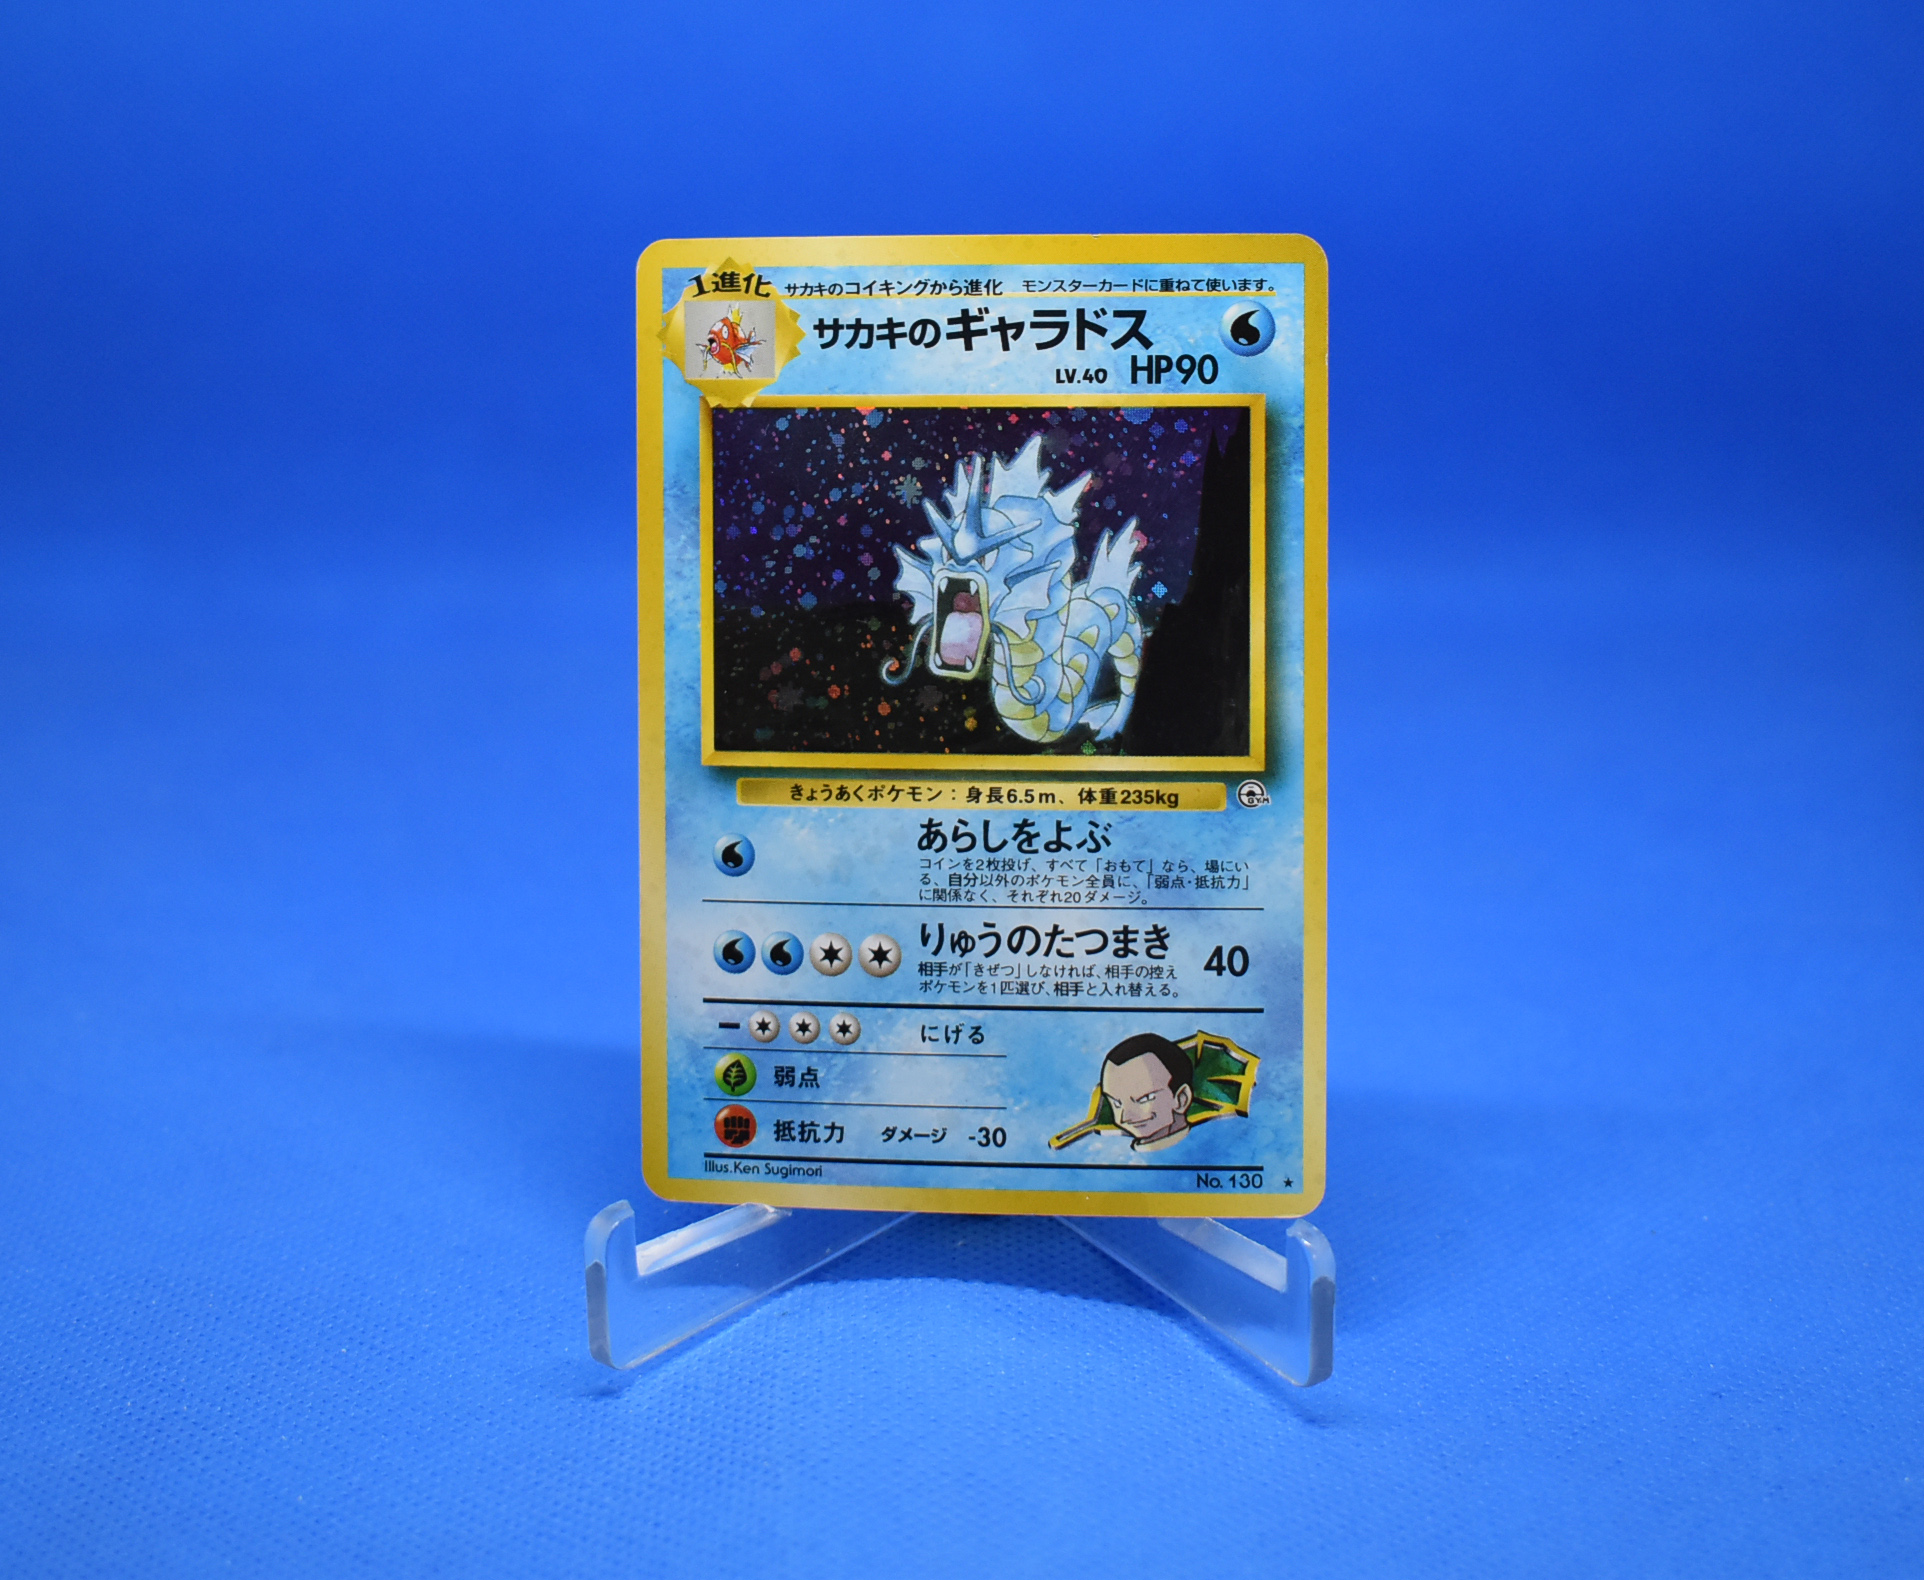 1進化
サカキのコイキングから進化 モンスターカードに重ねて使います。
サカキのギャラドス
LV.40 HP90
きょうあくポケモン：身長6.5m、体重235kg
GYM
あらしをよぶ
コインを2枚投げ、すべて「おもて」なら、場にい
る、自分以外のポケモン全員に、「弱点・抵抗力」
に関係なく、それぞれ20ダメージ。
りゅうのたつまき 40
相手が「きぜつ」しなければ、相手の控え
ポケモンを1匹選び、相手と入れ替える。
にげる
弱点
抵抗力 ダメージ -30
Illus.Ken Sugimori
No. 130 ★